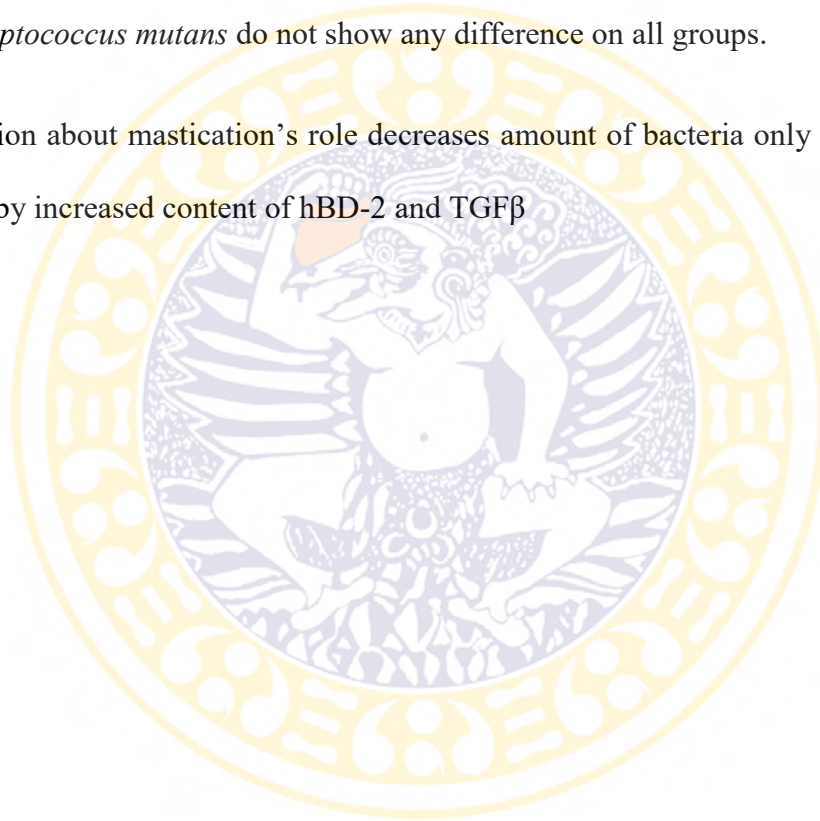 ptococcus mutans do not show any difference on all groups.
ion about mastication’s role decreases amount of bacteria only
by increased content of hBD-2 and TGFβ